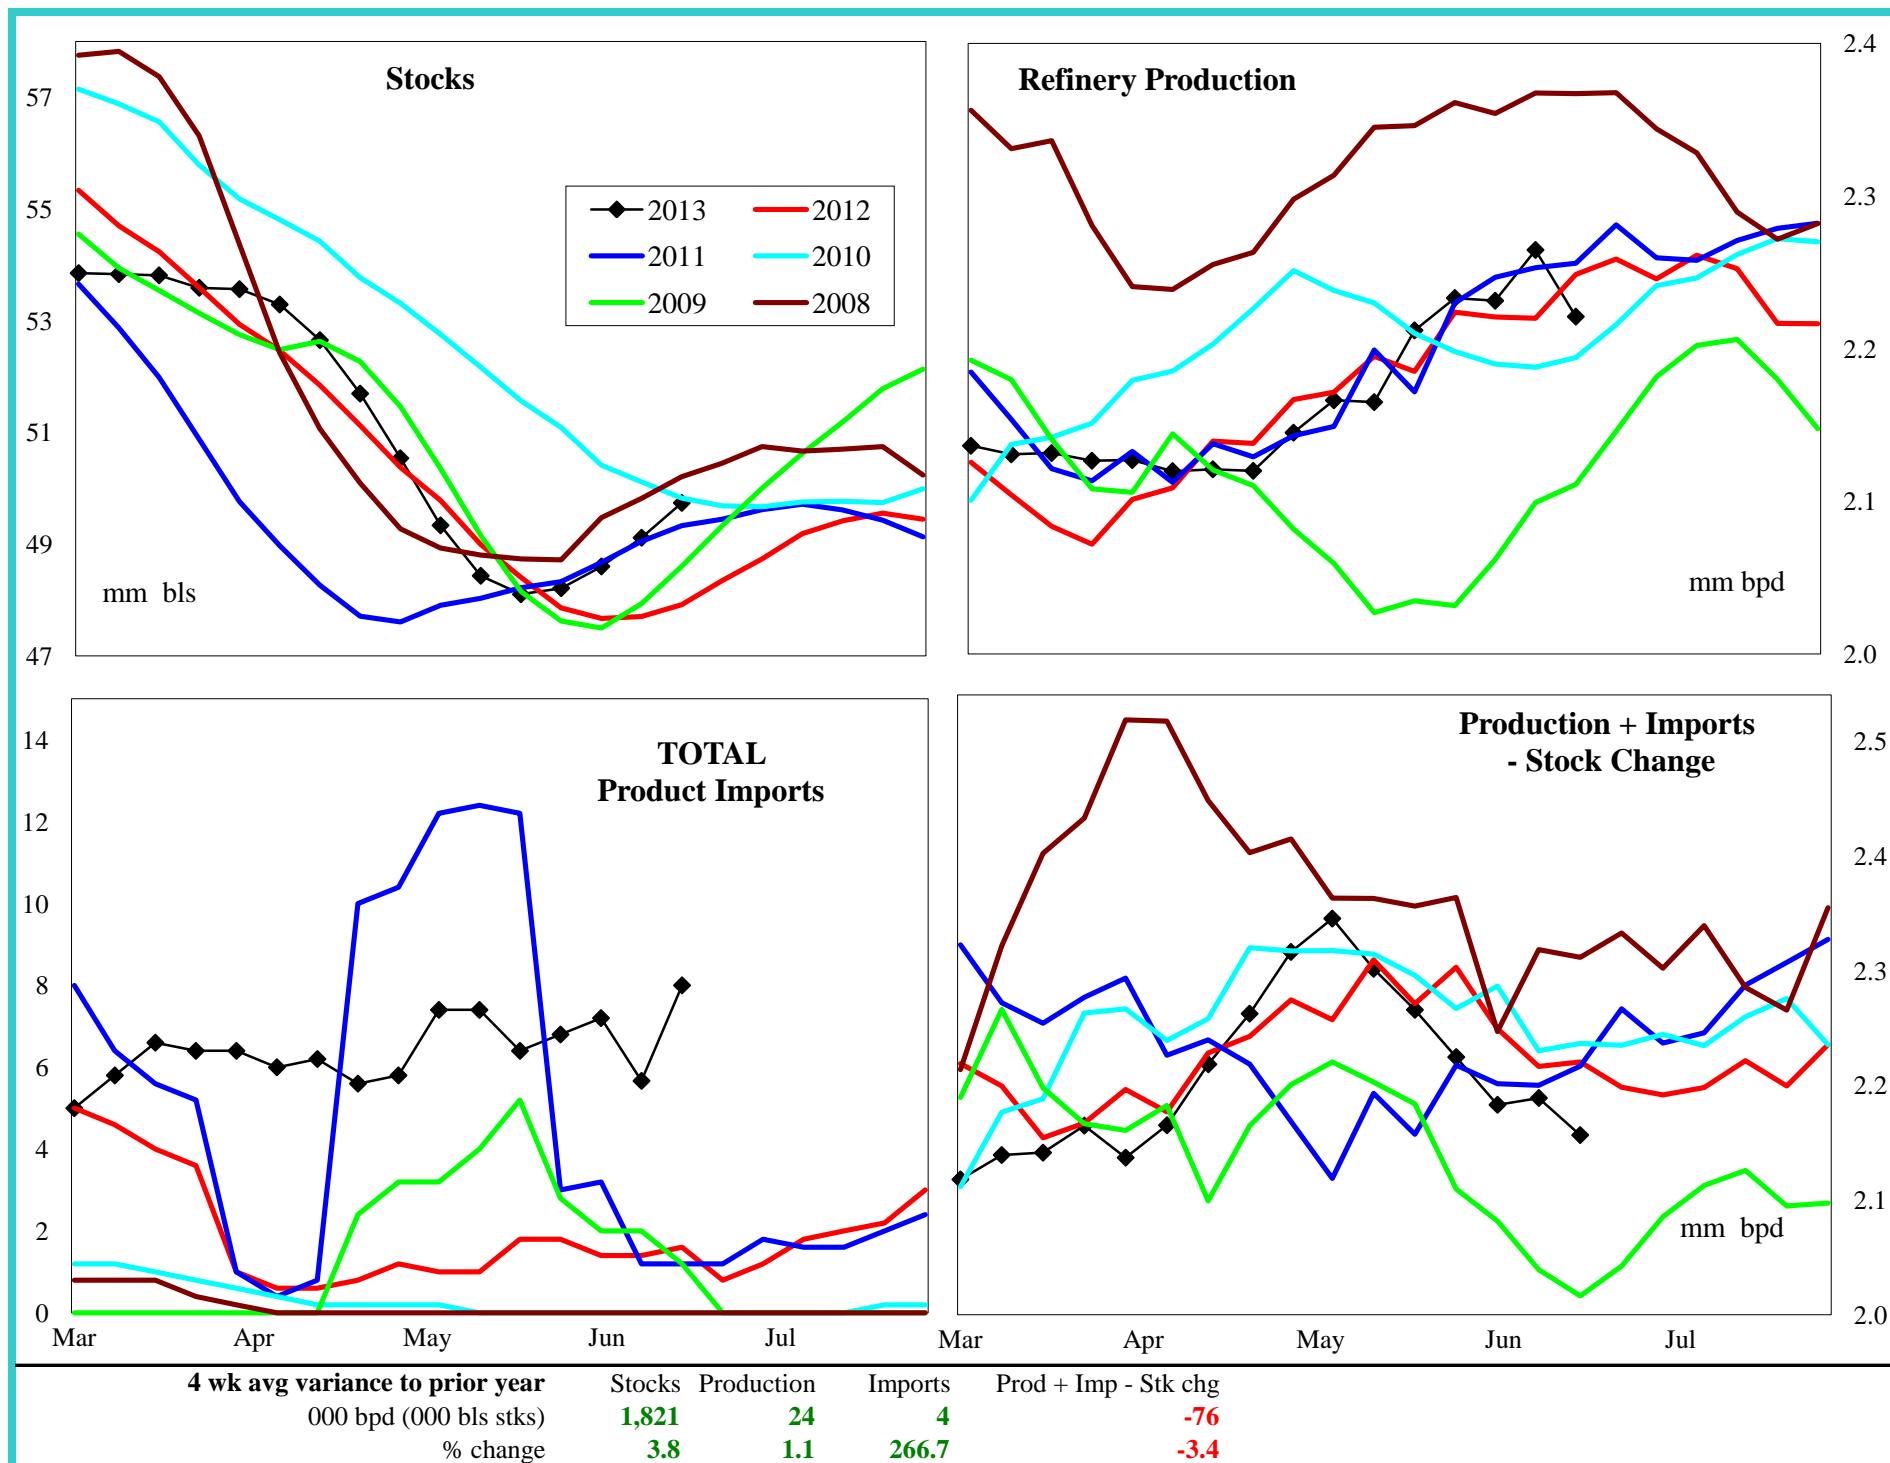 Stocks
57
55
53
51
49
47
mm bls
2013 2012
2011 2010
2009 2008
Refinery Production
2.4
2.3
2.2
2.1
2.0
mm bpd
TOTAL
Product Imports
14
12
10
8
6
4
2
0
Mar Apr May Jun Jul
Production + Imports
- Stock Change
2.5
2.4
2.3
2.2
2.1
2.0
mm bpd
Mar Apr May Jun Jul
4 wk avg variance to prior year Stocks Production Imports Prod + Imp - Stk chg
000 bpd (000 bls stks) 1,821 24 4 -76
% change 3.8 1.1 266.7 -3.4